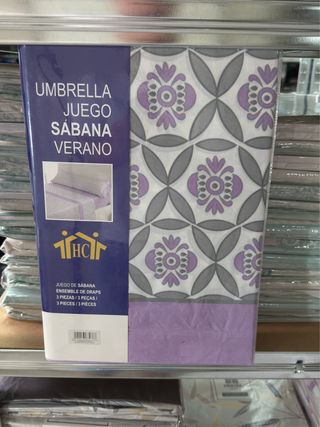 UMBRELLA
JUEGO
SÁBANA
VERANO
HC
JUEGO DE SÁBANA
ENSEMBLE DE DRAPS
3 PIEZAS / 3 PEÇAS /
3 PIECES / 3 PIÈCES